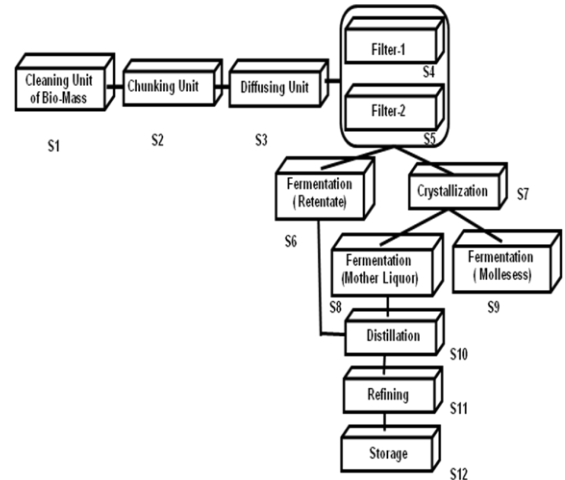 Cleaning Unit
of Bio-Mass
S1
Chunking Unit
S2
Diffusing Unit
S3
Filter-1
S4
Filter-2
S5
Fermentation
( Retentate)
S6
Crystallization
S7
Fermentation
(Mother Liquor)
S8
Fermentation
( Mollesess)
S9
Distillation
S10
Refining
S11
Storage
S12